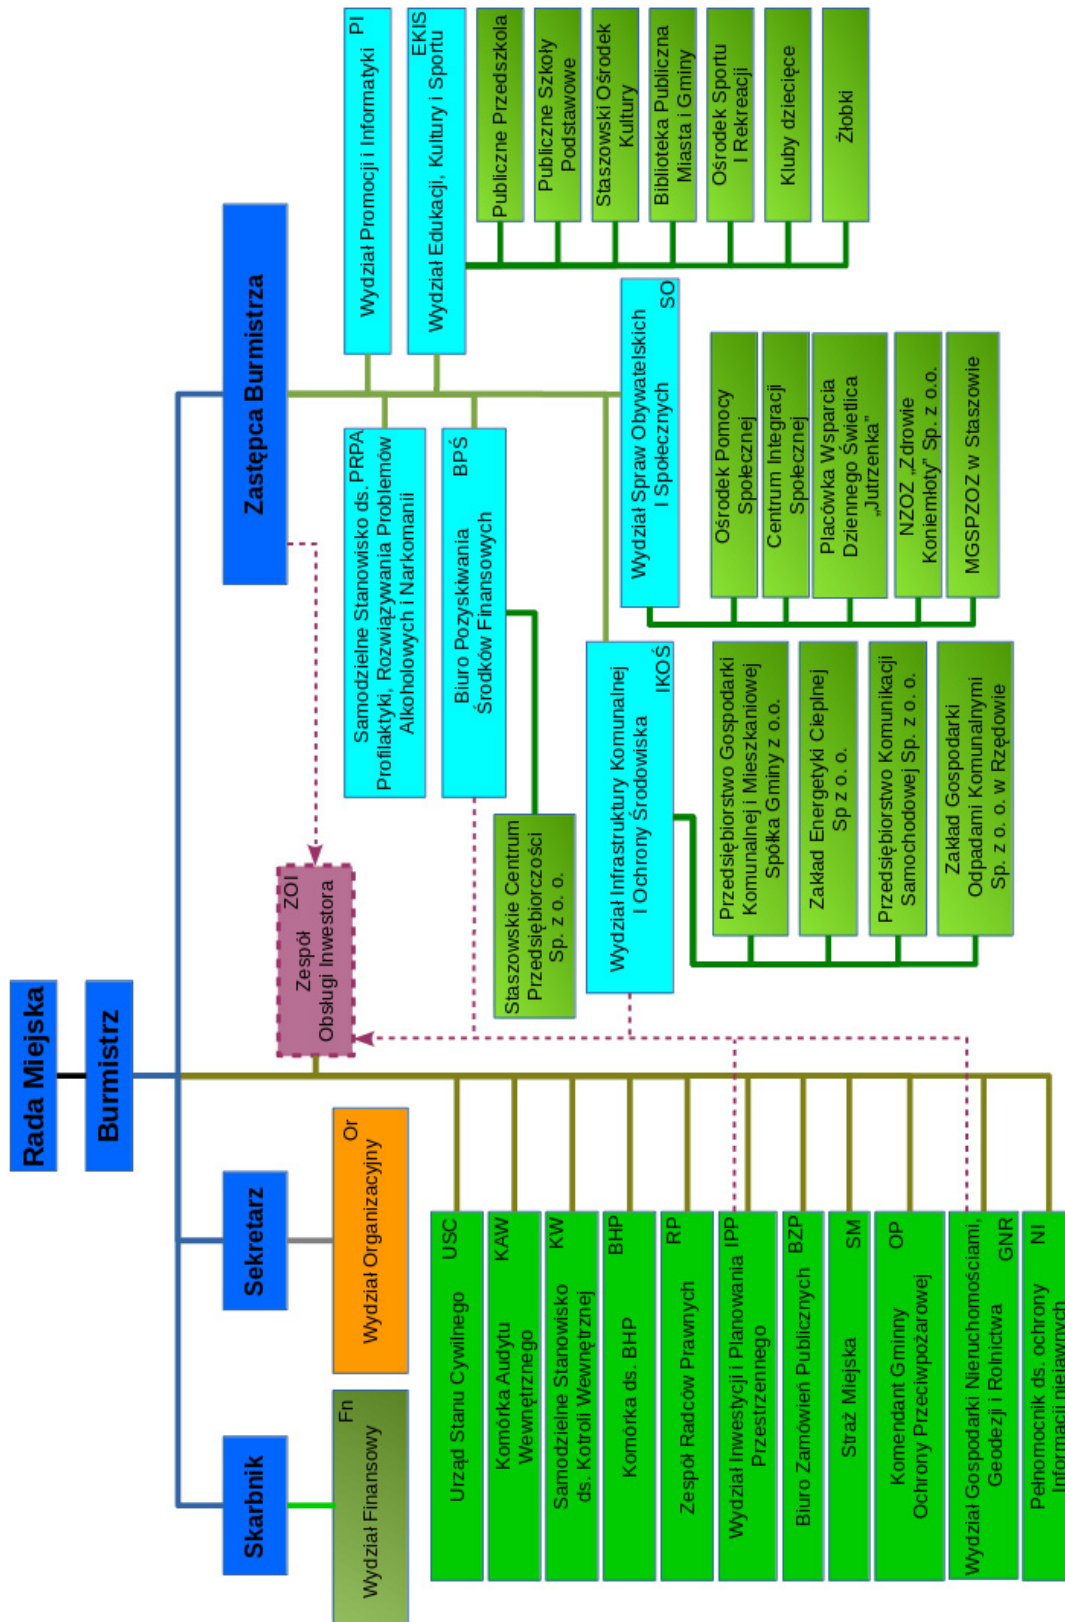 Rada Miejska
Burmistrz
Skarbnik
Sekretarz
Zastępca Burmistrza
Fn
Wydział Finansowy
Or
Wydział Organizacyjny
ZOI
Zespół
Obsługi Inwestora
USC
Urząd Stanu Cywilnego
KAW
Komórka Audytu
Wewnętrznego
KW
Samodzielne Stanowisko
ds. Kotroli Wewnętrznej
BHP
Komórka ds. BHP
RP
Zespół Radców Prawnych
IPP
Wydział Inwestycji i Planowania
Przestrzennego
BZP
Biuro Zamówień Publicznych
SM
Straż Miejska
OP
Komendant Gminny
Ochrony Przeciwpożarowej
Wydział Gospodarki Nieruchomościami,
Geodezji i Rolnictwa
GNR
NI
Pełnomocnik ds. ochrony
Informacji niejawnych
Samodzielne Stanowisko ds. PRPA
Profilaktyki, Rozwiązywania Problemów
Alkoholowych i Narkomanii
BPŚ
Biuro Pozyskiwania
Środków Finansowych
Staszowskie Centrum
Przedsiębiorczości
Sp. z o. o.
Wydział Infrastruktury Komunalnej
I Ochrony Środowiska
IKOŚ
Przedsiębiorstwo Gospodarki
Komunalnej i Mieszkaniowej
Spółka Gminy z o.o.
Zakład Energetyki Cieplnej
Sp z o. o.
Przedsiębiorstwo Komunikacji
Samochodowej Sp. z o. o.
Zakład Gospodarki
Odpadami Komunalnymi
Sp. z o. o. w Rzędowie
PI
Wydział Promocji i Informatyki
EKIS
Wydział Edukacji, Kultury i Sportu
Publiczne Przedszkola
Publiczne Szkoły
Podstawowe
Staszowski Ośrodek
Kultury
Biblioteka Publiczna
Miasta i Gminy
Ośrodek Sportu
I Rekreacji
Kluby dziecięce
Żłobki
Wydział Spraw Obywatelskich
I Społecznych
SO
Ośrodek Pomocy
Społecznej
Centrum Integracji
Społecznej
Placówka Wsparcia
Dziennego Świetlica
„Jutrzenka”
NZOZ „Zdrowie
Koniemłoty” Sp. z o.o.
MGSPZOZ w Staszowie